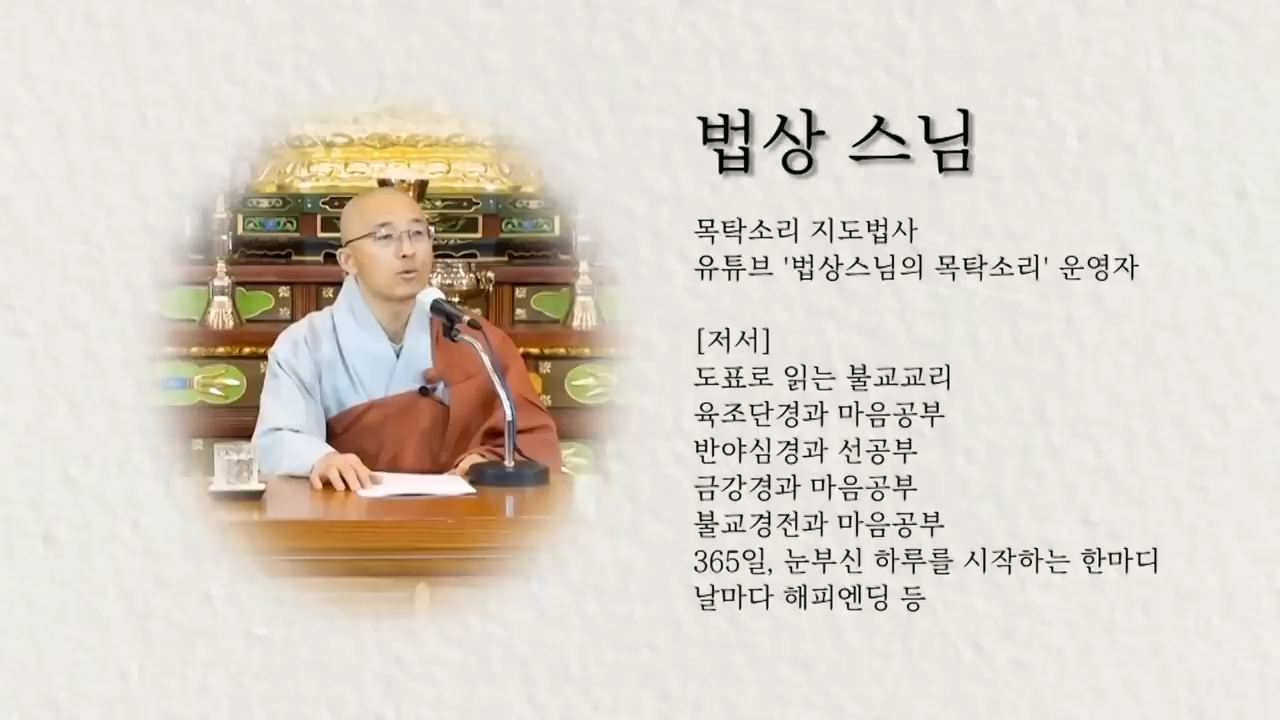 법상 스님
목탁소리 지도법사
유튜브 '법상스님의 목탁소리' 운영자
[저서]
도표로 읽는 불교교리
육조단경과 마음공부
반야심경과 선공부
금강경과 마음공부
불교경전과 마음공부
365일, 눈부신 하루를 시작하는 한마디
날마다 해피엔딩 등